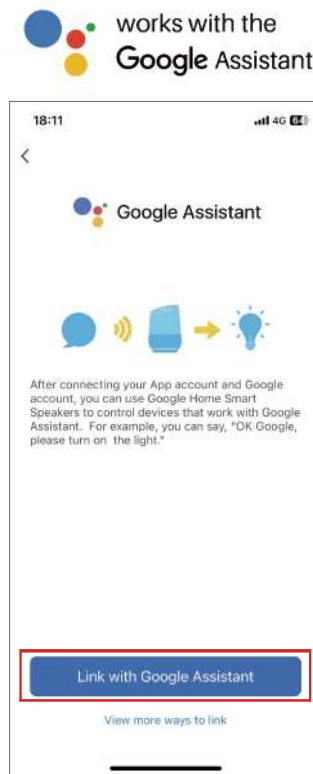 works with the
Google Assistant
18:11
4G 64
Google Assistant
After connecting your App account and Google
account, you can use Google Home Smart
Speakers to control devices that work with Google
Assistant. For example, you can say, "OK Google,
please turn on the light."
Link with Google Assistant
View more ways to link